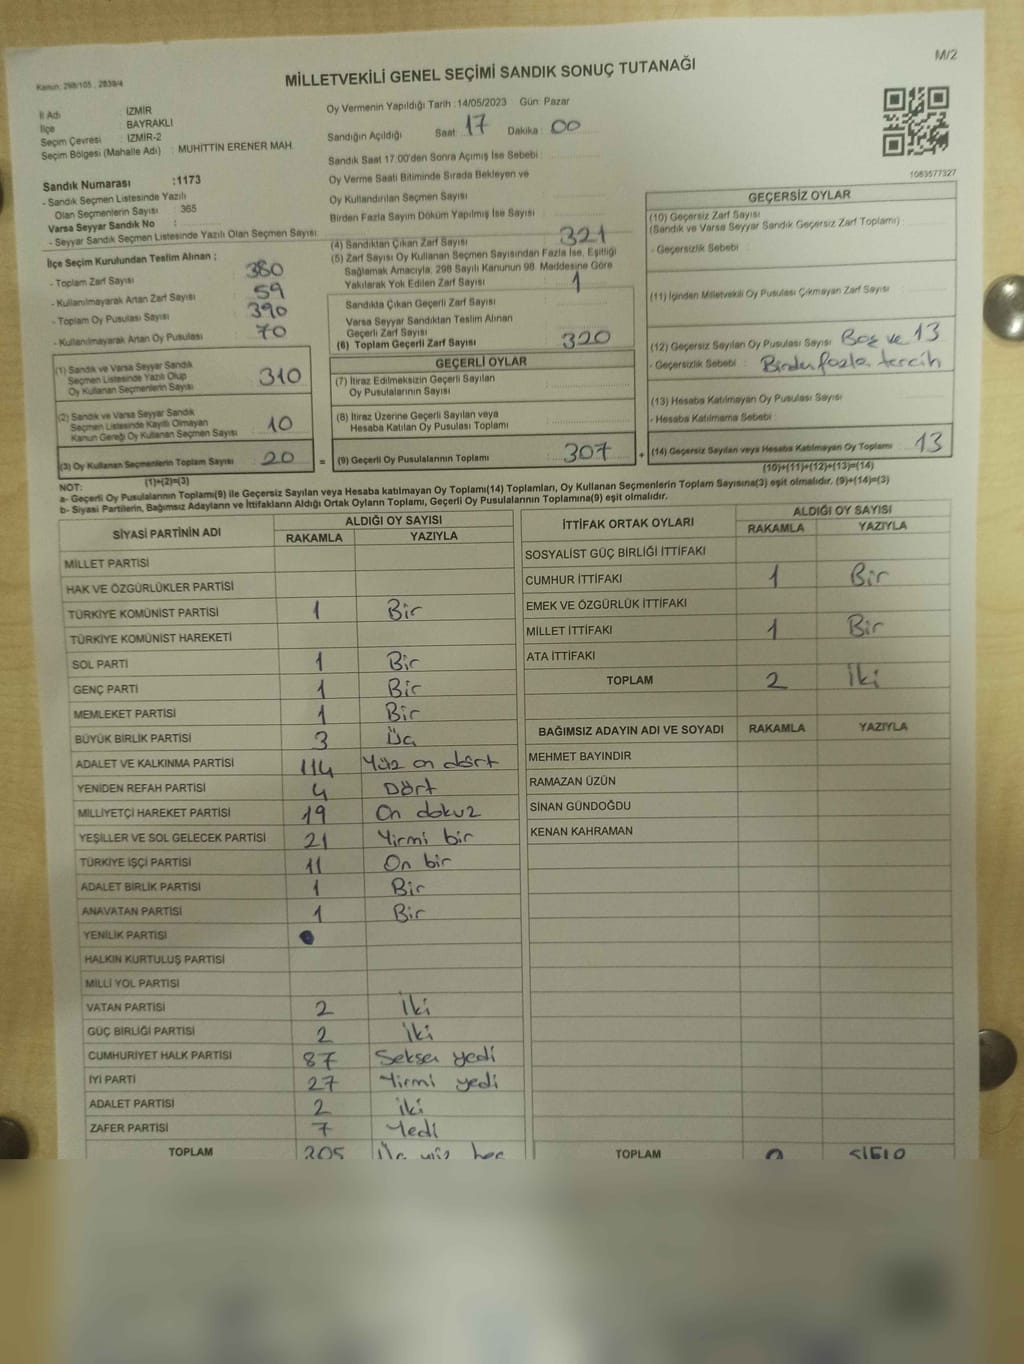 Kanun: 298/105 , 2839/4
M/2
MİLLETVEKİLİ GENEL SEÇİMİ SANDIK SONUÇ TUTANAĞI
İl Adı : İZMİR
İlçe : BAYRAKLI
Seçim Çevresi : İZMİR-2
Seçim Bölgesi (Mahalle Adı) : MUHİTTİN ERENER MAH.
Oy Vermenin Yapıldığı Tarih :14/05/2023 Gün: Pazar
Sandığın Açıldığı Saat: 17 Dakika : 00
Sandık Saat 17:00'den Sonra Açılmış İse Sebebi :
Oy Verme Saati Bitiminde Sırada Bekleyen ve
Oy Kullandırılan Seçmen Sayısı
Birden Fazla Sayım Döküm Yapılmış İse Sayısı
1083577327
Sandık Numarası :1173
- Sandık Seçmen Listesinde Yazılı
Olan Seçmenlerin Sayısı : 365
Varsa Seyyar Sandık No :
- Seyyar Sandık Seçmen Listesinde Yazılı Olan Seçmen Sayısı:
İlçe Seçim Kurulundan Teslim Alınan ;
- Toplam Zarf Sayısı : 380
- Kullanılmayarak Artan Zarf Sayısı : 59
- Toplam Oy Pusulası Sayısı : 390
- Kullanılmayarak Artan Oy Pusulası : 70
(1) Sandık ve Varsa Seyyar Sandık
Seçmen Listesinde Yazılı Olup
Oy Kullanan Seçmenlerin Sayısı : 310
(2) Sandık ve Varsa Seyyar Sandık
Seçmen Listesinde Kayıtlı Olmayan
Kanun Gereği Oy Kullanan Seçmen Sayısı : 10
(3) Oy Kullanan Seçmenlerin Toplam Sayısı : 20
(1)+(2)=(3)
(4) Sandıktan Çıkan Zarf Sayısı : 321
(5) Zarf Sayısı Oy Kullanan Seçmen Sayısından Fazla İse, Eşitliği
Sağlamak Amacıyla, 298 Sayılı Kanunun 98. Maddesine Göre
Yakılarak Yok Edilen Zarf Sayısı : 1
Sandıkta Çıkan Geçerli Zarf Sayısı :
Varsa Seyyar Sandıktan Teslim Alınan
Geçerli Zarf Sayısı
(6) Toplam Geçerli Zarf Sayısı : 320
GEÇERLİ OYLAR
(7) İtiraz Edilmeksizin Geçerli Sayılan
Oy Pusulalarının Sayısı :
(8) İtiraz Üzerine Geçerli Sayılan veya
Hesaba Katılan Oy Pusulası Toplamı :
= (9) Geçerli Oy Pusulalarının Toplamı : 307
GEÇERSİZ OYLAR
(10) Geçersiz Zarf Sayısı
(Sandık ve Varsa Seyyar Sandık Geçersiz Zarf Toplamı) :
- Geçersizlik Sebebi :
(11) İçinden Milletvekili Oy Pusulası Çıkmayan Zarf Sayısı :
(12) Geçersiz Sayılan Oy Pusulası Sayısı : Boş ve 13
- Geçersizlik Sebebi : Birden fazla tercih
(13) Hesaba Katılmayan Oy Pusulası Sayısı :
- Hesaba Katılmama Sebebi :
+ (14) Geçersiz Sayılan veya Hesaba Katılmayan Oy Toplamı : 13
(10)+(11)+(12)+(13)=(14)
NOT:
a- Geçerli Oy Pusulalarının Toplamı(9) ile Geçersiz Sayılan veya Hesaba katılmayan Oy Toplamı(14) Toplamları, Oy Kullanan Seçmenlerin Toplam Sayısına(3) eşit olmalıdır. (9)+(14)=(3)
b- Siyasi Partilerin, Bağımsız Adayların ve İttifakların Aldığı Ortak Oyların Toplamı, Geçerli Oy Pusulalarının Toplamına(9) eşit olmalıdır.
SİYASİ PARTİNİN ADI ALDIĞI OY SAYISI
RAKAMLA YAZIYLA
MİLLET PARTİSİ
HAK VE ÖZGÜRLÜKLER PARTİSİ
TÜRKİYE KOMÜNİST PARTİSİ 1 Bir
TÜRKİYE KOMÜNİST HAREKETİ
SOL PARTİ 1 Bir
GENÇ PARTİ 1 Bir
MEMLEKET PARTİSİ 1 Bir
BÜYÜK BİRLİK PARTİSİ 3 Üç
ADALET VE KALKINMA PARTİSİ 114 Yüz on dört
YENİDEN REFAH PARTİSİ 4 Dört
MİLLİYETÇİ HAREKET PARTİSİ 19 On dokuz
YEŞİLLER VE SOL GELECEK PARTİSİ 21 Yirmi bir
TÜRKİYE İŞÇİ PARTİSİ 11 On bir
ADALET BİRLİK PARTİSİ 1 Bir
ANAVATAN PARTİSİ 1 Bir
YENİLİK PARTİSİ
HALKIN KURTULUŞ PARTİSİ
MİLLİ YOL PARTİSİ
VATAN PARTİSİ 2 İki
GÜÇ BİRLİĞİ PARTİSİ 2 İki
CUMHURİYET HALK PARTİSİ 87 Seksen yedi
İYİ PARTİ 27 Yirmi yedi
ADALET PARTİSİ 2 İki
ZAFER PARTİSİ 7 Yedi
TOPLAM 305 Üç yüz beş
İTTİFAK ORTAK OYLARI ALDIĞI OY SAYISI
RAKAMLA YAZIYLA
SOSYALİST GÜÇ BİRLİĞİ İTTİFAKI
CUMHUR İTTİFAKI 1 Bir
EMEK VE ÖZGÜRLÜK İTTİFAKI
MİLLET İTTİFAKI 1 Bir
ATA İTTİFAKI
TOPLAM 2 İki
BAĞIMSIZ ADAYIN ADI VE SOYADI RAKAMLA YAZIYLA
MEHMET BAYINDIR
RAMAZAN ÜZÜN
SİNAN GÜNDOĞDU
KENAN KAHRAMAN
TOPLAM 0 SIFIR